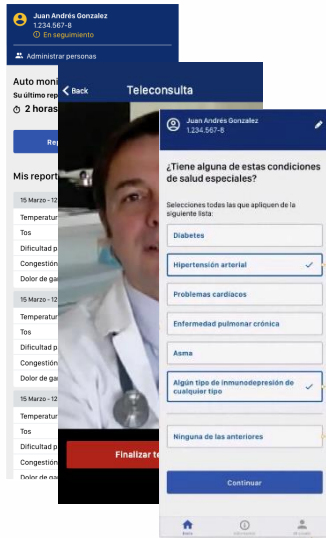 Juan Andrés Gonzalez
1.234.567-8
En seguimiento
Administrar personas
Auto moni
Su último rep
2 horas
Rep
Mis report
15 Marzo - 12
Temperatur
Tos
Dificultad p
Congestión
Dolor de ga
15 Marzo - 12
Temperatur
Tos
Dificultad p
Congestión
Dolor de ga
15 Marzo - 12
Temperatur
Tos
Dificultad p
Congestión
Dolor de ga
Back
Teleconsulta
Finalizar te
Juan Andrés Gonzalez
1.234.567-8
¿Tiene alguna de estas condiciones
de salud especiales?
Selecciones todas las que apliquen de la
siguiente lista:
Diabetes
Hipertensión arterial
Problemas cardíacos
Enfermedad pulmonar crónica
Asma
Algún tipo de inmunodepresión de
cualquier tipo
Ninguna de las anteriores
Continuar
Inicio